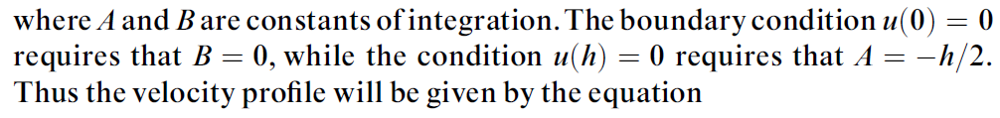 where A and B are constants of integration. The boundary condition u(0) = 0
requires that B = 0, while the condition u(h) = 0 requires that A = −h/2.
Thus the velocity profile will be given by the equation